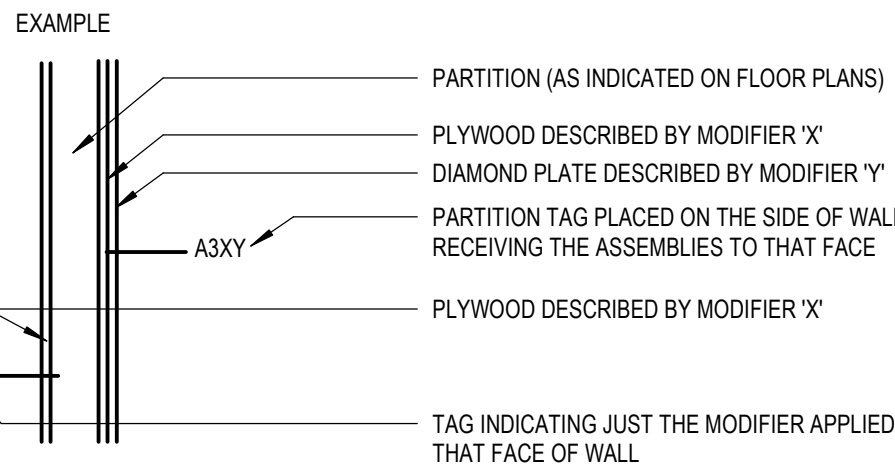 EXAMPLE
PARTITION (AS INDICATED ON FLOOR PLANS)
PLYWOOD DESCRIBED BY MODIFIER 'X'
DIAMOND PLATE DESCRIBED BY MODIFIER 'Y'
PARTITION TAG PLACED ON THE SIDE OF WALL
RECEIVING THE ASSEMBLIES TO THAT FACE
A3XY
PLYWOOD DESCRIBED BY MODIFIER 'X'
TAG INDICATING JUST THE MODIFIER APPLIED
THAT FACE OF WALL